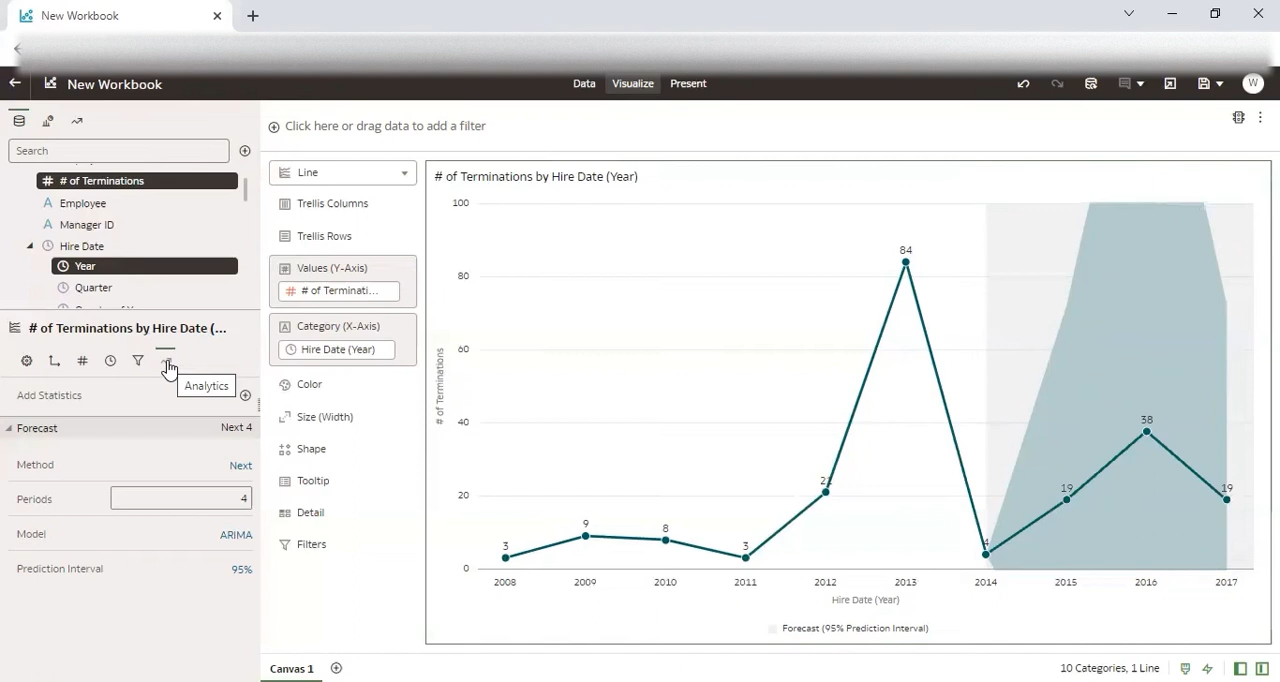 New Workbook
New Workbook
Data
Visualize
Present
W
Search
# # of Terminations
A Employee
A Manager ID
Hire Date
Year
Quarter
# of Terminations by Hire Date (...
Analytics
Add Statistics
Forecast Next 4
Method Next
Periods 4
Model ARIMA
Prediction Interval 95%
Click here or drag data to add a filter
Line
Trellis Columns
Trellis Rows
Values (Y-Axis)
# # of Terminati...
Category (X-Axis)
Hire Date (Year)
Color
Size (Width)
Shape
Tooltip
Detail
Filters
# of Terminations by Hire Date (Year)
100
80
60
40
20
0
# of Terminations
3
9
8
3
84
4
19
38
19
2008 2009 2010 2011 2012 2013 2014 2015 2016 2017
Hire Date (Year)
Forecast (95% Prediction Interval)
Canvas 1
10 Categories, 1 Line